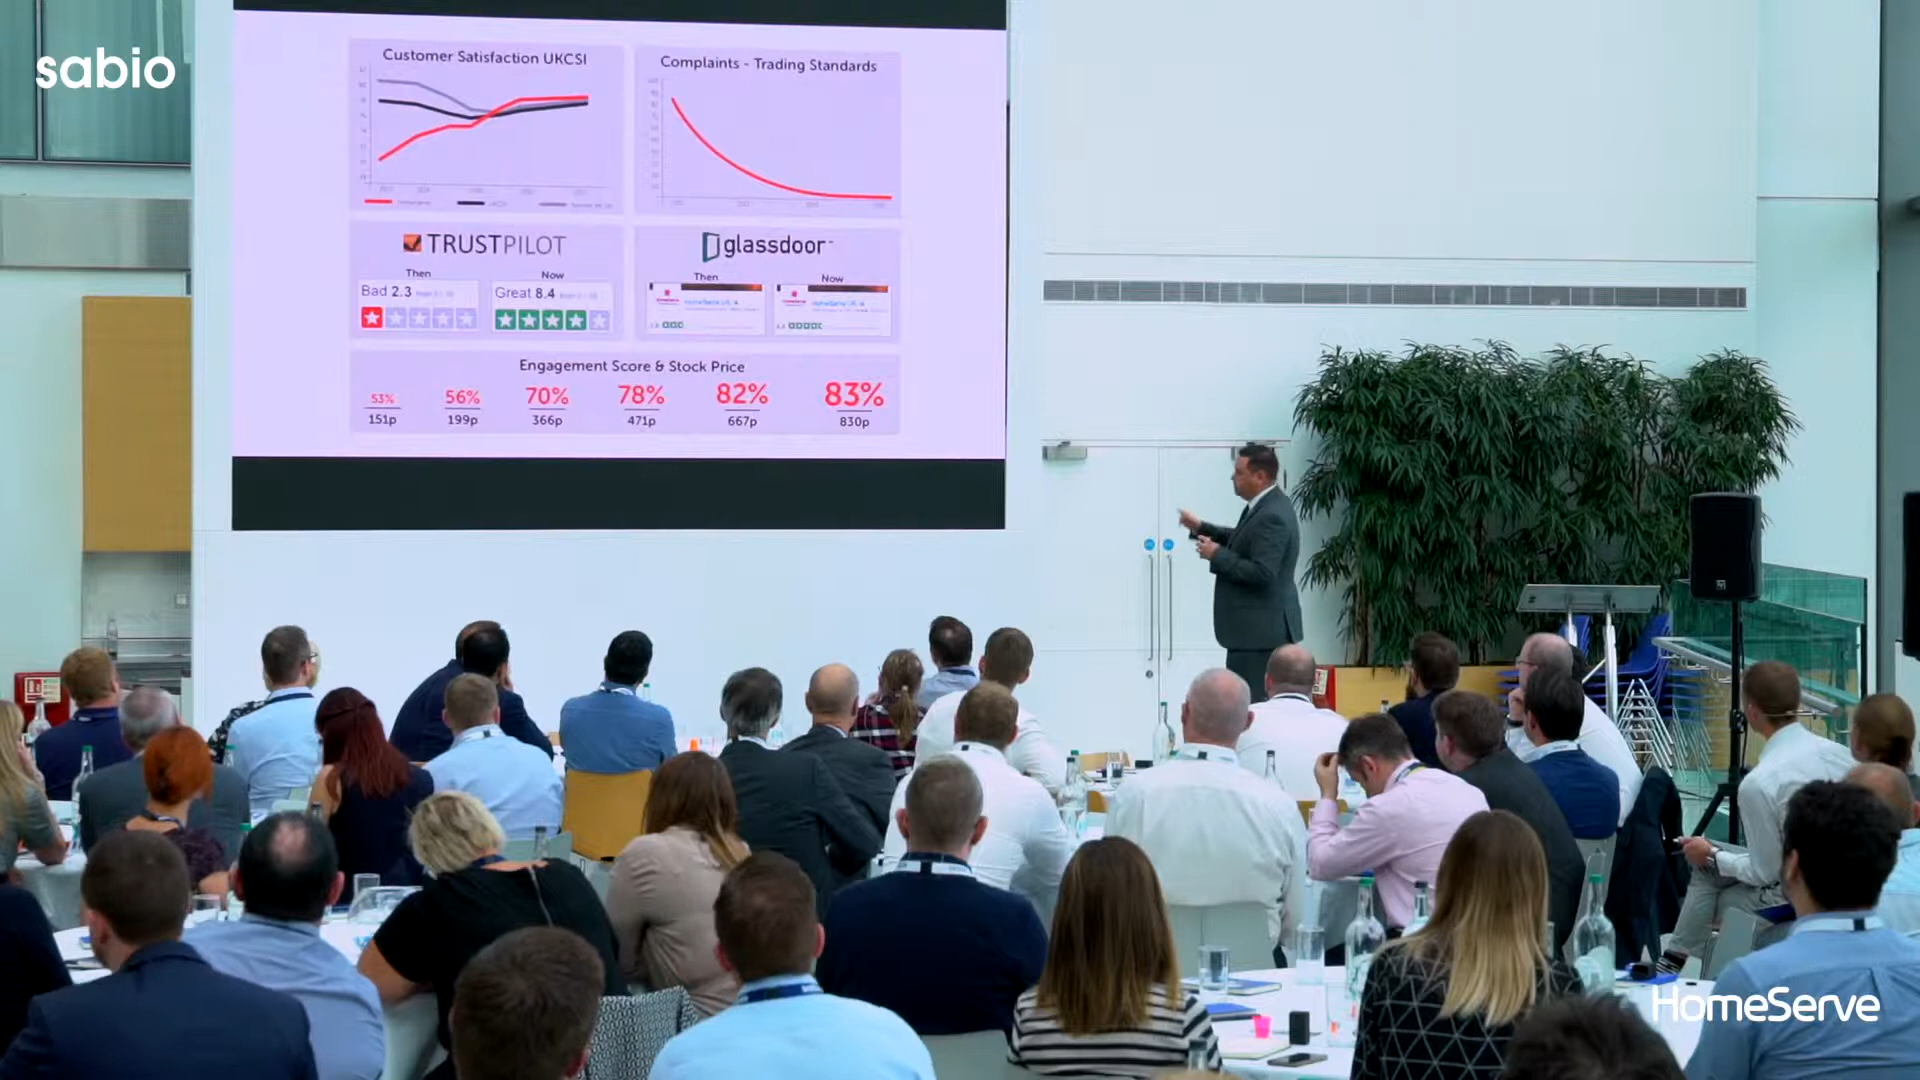 sabio
Customer Satisfaction UKCSI
Complaints - Trading Standards
TRUSTPILOT
glassdoor
Then
Now
Then
Now
Bad 2.3
Great 8.4
Engagement Score & Stock Price
53% 56% 70% 78% 82% 83%
151p 199p 366p 471p 667p 830p
HomeServe